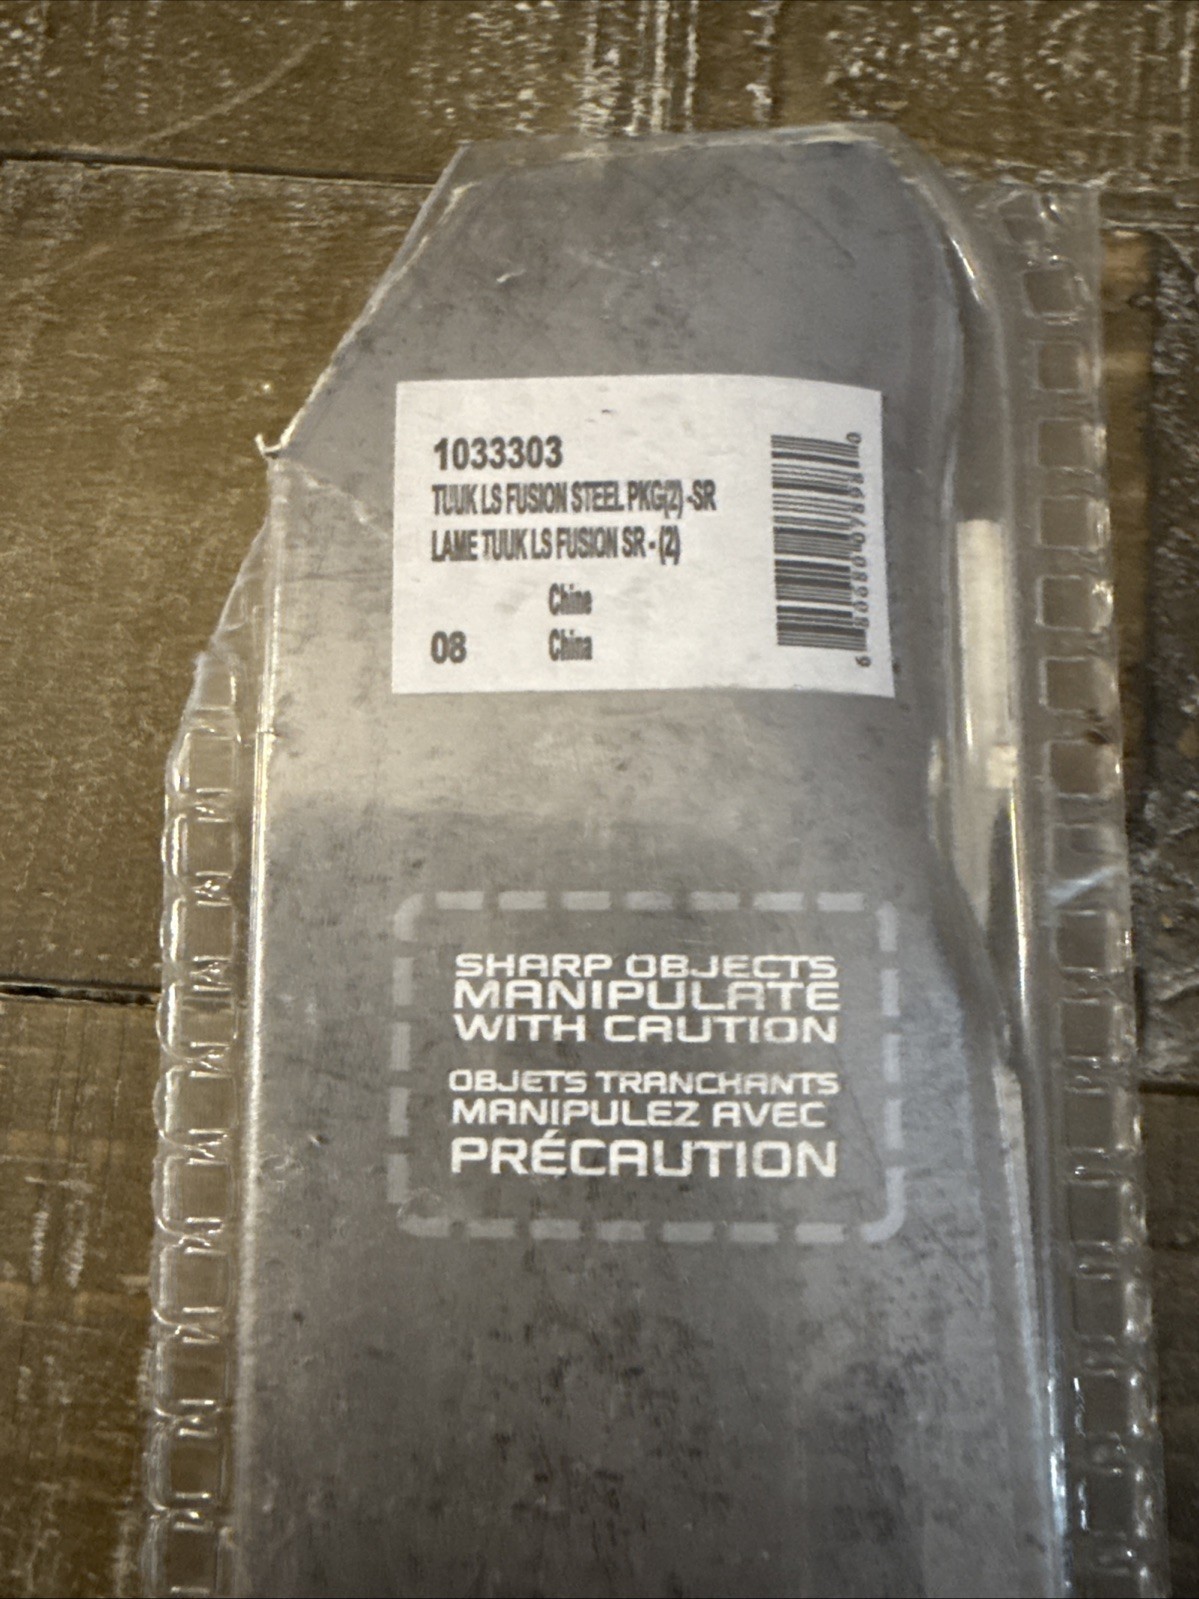 1033303
TUUK LS FUSION STEEL PKG(2) -SR
LAME TUUK LS FUSION SR - (2)
Chine
08 China
SHARP OBJECTS
MANIPULATE
WITH CAUTION
OBJETS TRANCHANTS
MANIPULEZ AVEC
PRÉCAUTION